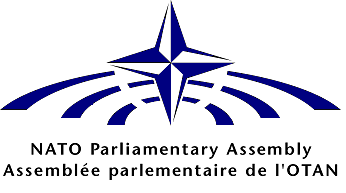 NATO Parliamentary Assembly
Assemblée parlementaire de l'OTAN